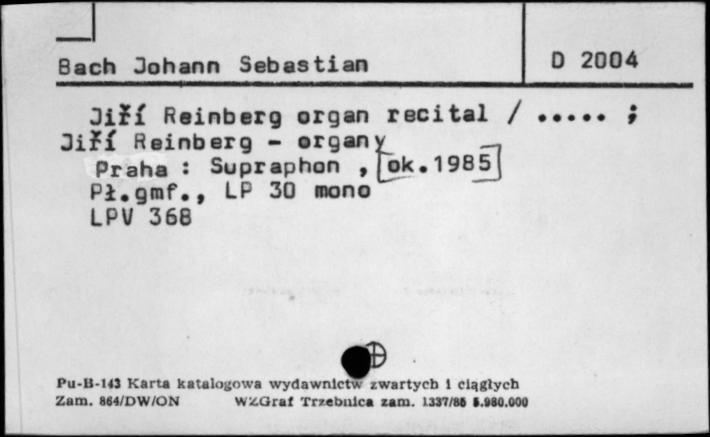 Bach Johann Sebastian
D 2004
Jiří Reinberg organ recital / ..... ;
Jiří Reinberg - organy
Praha : Supraphon , [ok.1985]
Pł.gmf., LP 30 mono
LPV 368
Pu-B-143 Karta katalogowa wydawnictw zwartych i ciągłych
Zam. 864/DW/ON WZGraf Trzebnica zam. 1337/86 5.980.000